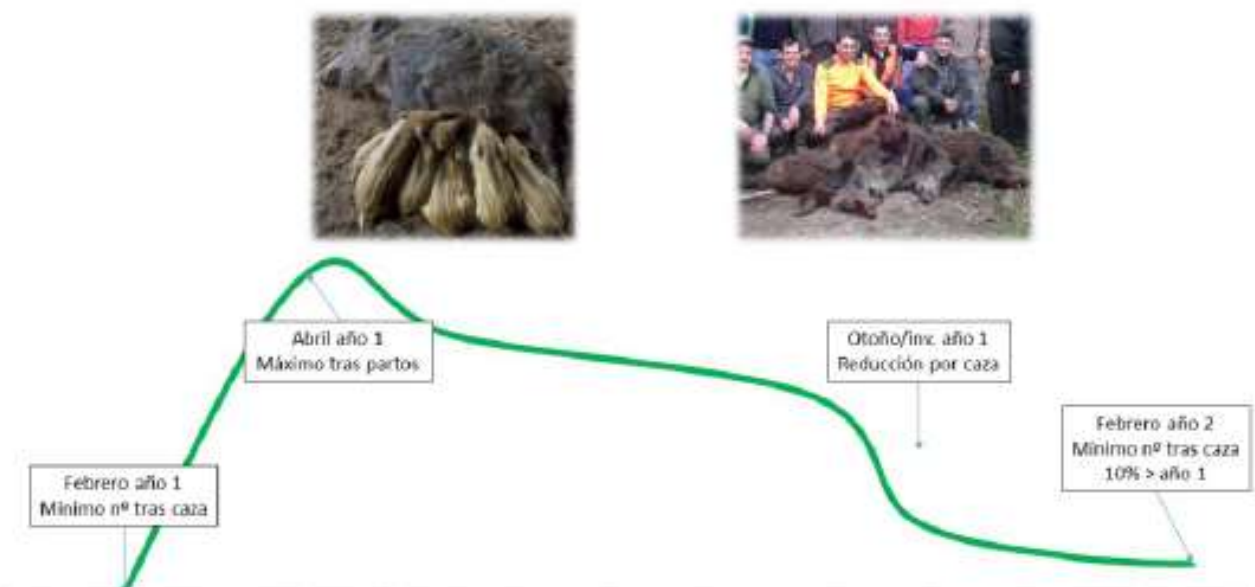 Abril año 1
Máximo tras partos
Otoño/inv. año 1
Reducción por caza
Febrero año 2
Mínimo nº tras caza
10% > año 1
Febrero año 1
Mínimo nº tras caza